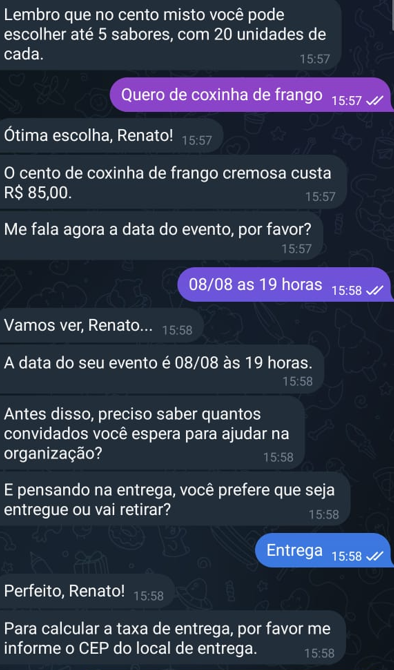 Lembro que no cento misto você pode
escolher até 5 sabores, com 20 unidades de
cada.
15:57
Quero de coxinha de frango 15:57
Ótima escolha, Renato! 15:57
O cento de coxinha de frango cremosa custa
R$ 85,00.
15:57
Me fala agora a data do evento, por favor?
15:57
08/08 as 19 horas 15:58
Vamos ver, Renato... 15:58
A data do seu evento é 08/08 às 19 horas.
15:58
Antes disso, preciso saber quantos
convidados você espera para ajudar na
organização?
15:58
E pensando na entrega, você prefere que seja
entregue ou vai retirar?
15:58
Entrega 15:58
Perfeito, Renato! 15:58
Para calcular a taxa de entrega, por favor me
informe o CEP do local de entrega.
15:58